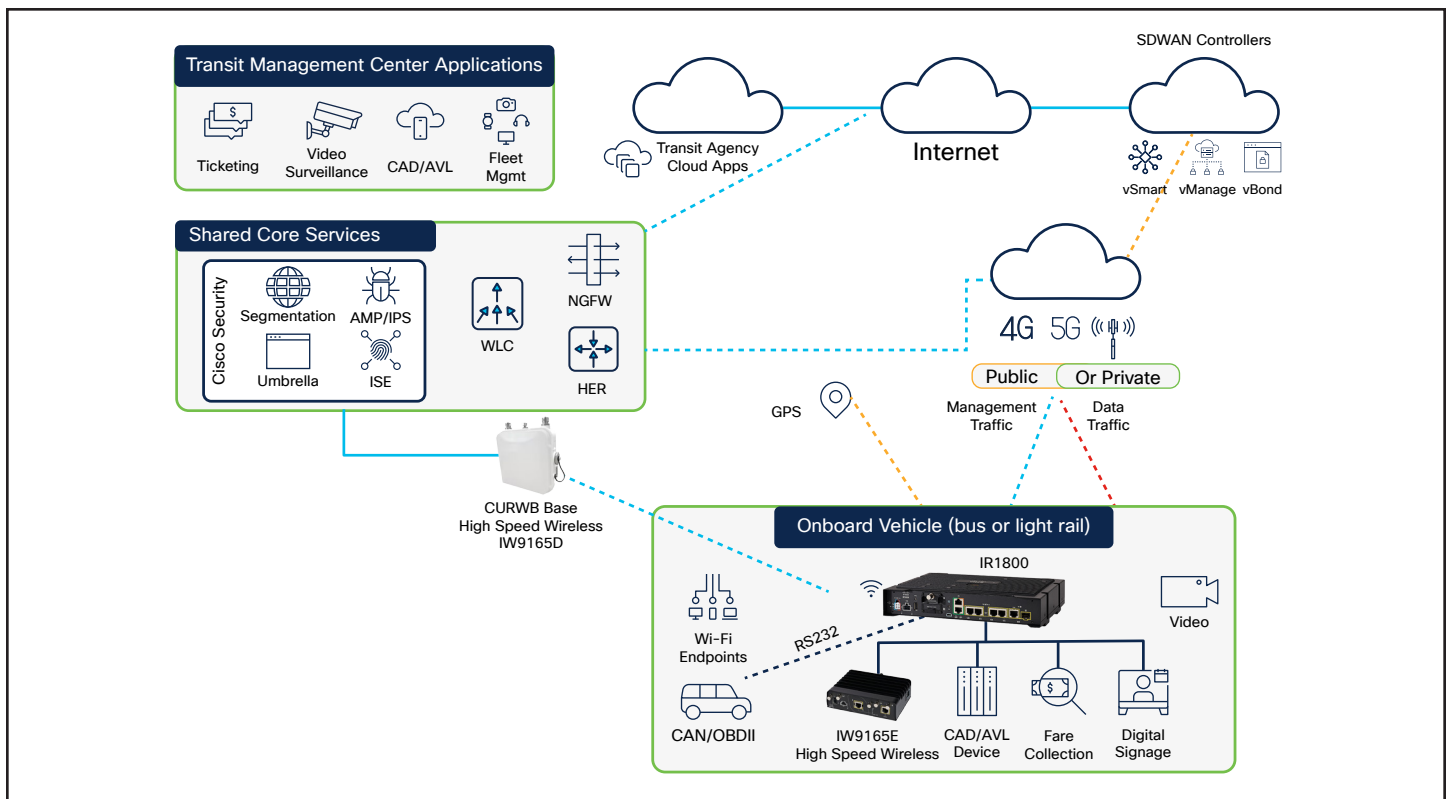 Transit Management Center Applications
Ticketing
Video
Surveillance
CAD/AVL
Fleet
Mgmt
Transit Agency
Cloud Apps
Internet
SDWAN Controllers
vSmart
vManage
vBond
Shared Core Services
Cisco Security
Segmentation
AMP/IPS
Umbrella
ISE
WLC
NGFW
HER
4G
5G
Public
Or Private
Management
Traffic
Data
Traffic
GPS
CURWB Base
High Speed Wireless
IW9165D
Onboard Vehicle (bus or light rail)
IR1800
Wi-Fi
Endpoints
RS232
Video
CAN/OBDII
IW9165E
High Speed Wireless
CAD/AVL
Device
Fare
Collection
Digital
Signage